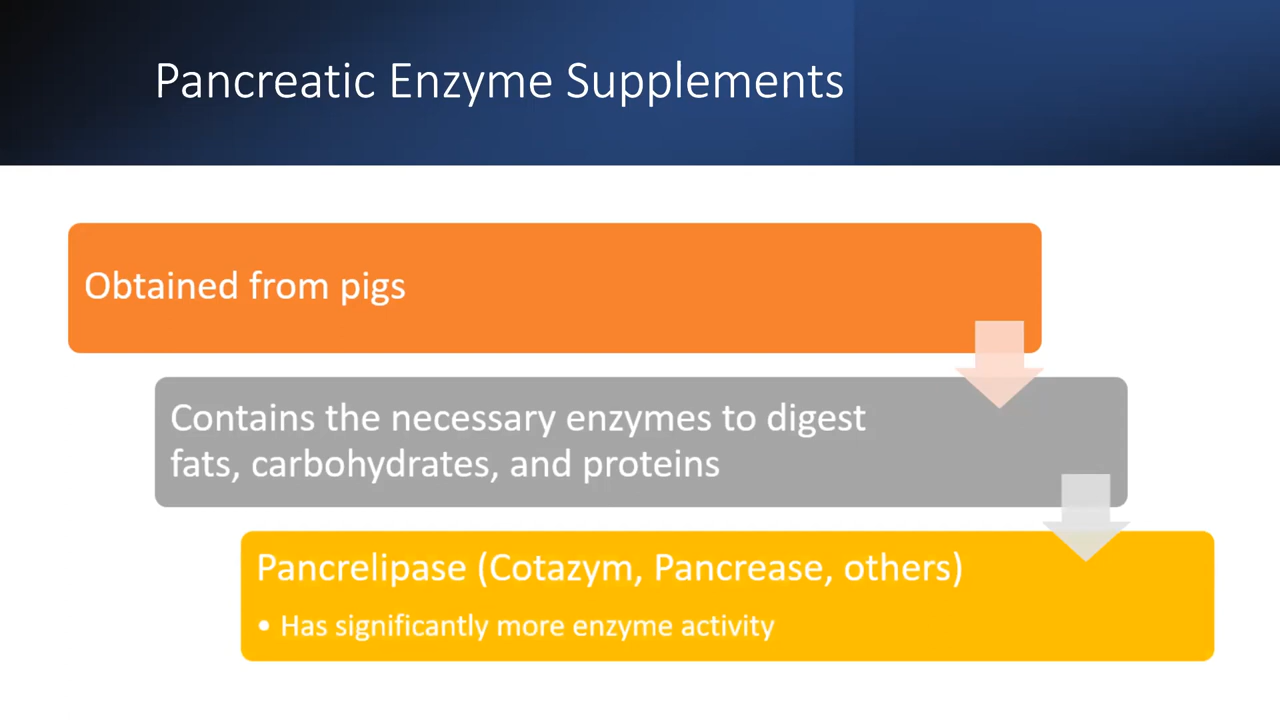 Pancreatic Enzyme Supplements
Obtained from pigs
Contains the necessary enzymes to digest
fats, carbohydrates, and proteins
Pancrelipase (Cotazym, Pancrease, others)
• Has significantly more enzyme activity